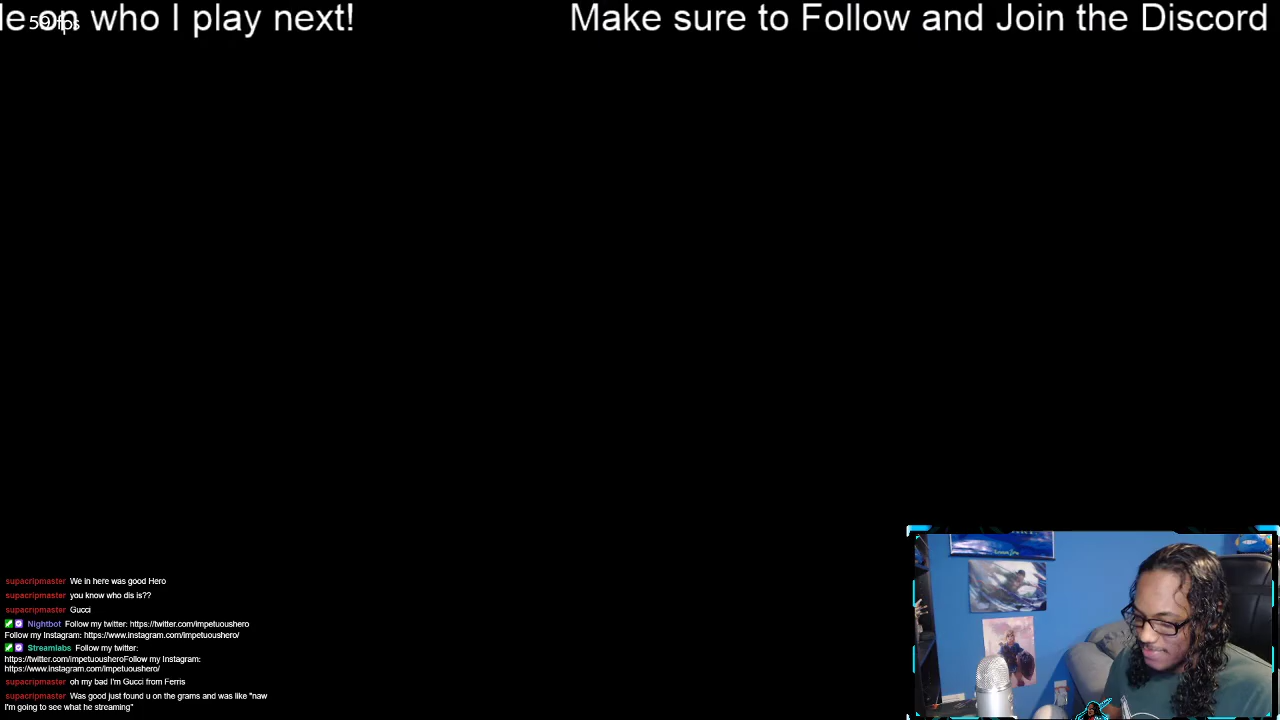 le on who I play next! Make sure to Follow and Join the Discord
59 fps
supacripmaster We in here was good Hero
supacripmaster you know who dis is??
supacripmaster Gucci
Nightbot Follow my twitter: https://twitter.com/impetuoushero
Follow my Instagram: https://www.instagram.com/impetuoushero/
Streamlabs Follow my twitter:
https://twitter.com/impetuousheroFollow my Instagram:
https://www.instagram.com/impetuoushero/
supacripmaster oh my bad I'm Gucci from Ferris
supacripmaster Was good just found u on the grams and was like "naw
I'm going to see what he streaming"